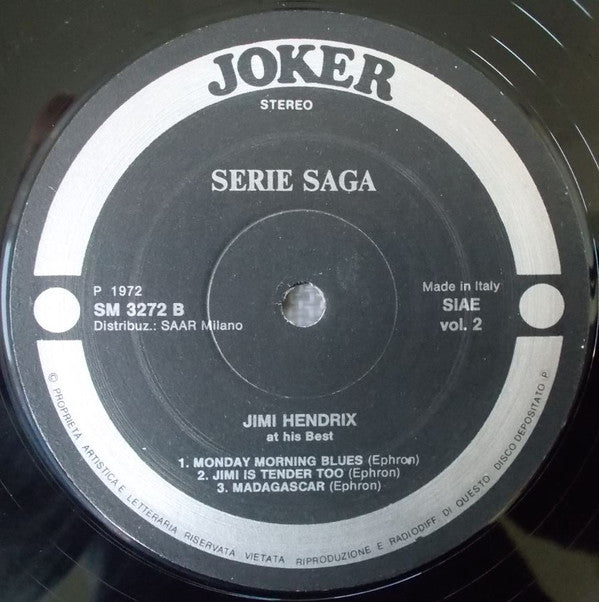 JOKER
STEREO
SERIE SAGA
P 1972
SM 3272 B
Distribuz.: SAAR Milano
Made in Italy
SIAE
vol. 2
JIMI HENDRIX
at his Best
1. MONDAY MORNING BLUES (Ephron)
2. JIMI IS TENDER TOO (Ephron)
3. MADAGASCAR (Ephron)
© PROPRIETÀ ARTISTICA E LETTERARIA RISERVATA VIETATA RIPRODUZIONE E RADIODIFF. DI QUESTO DISCO DEPOSITATO P.